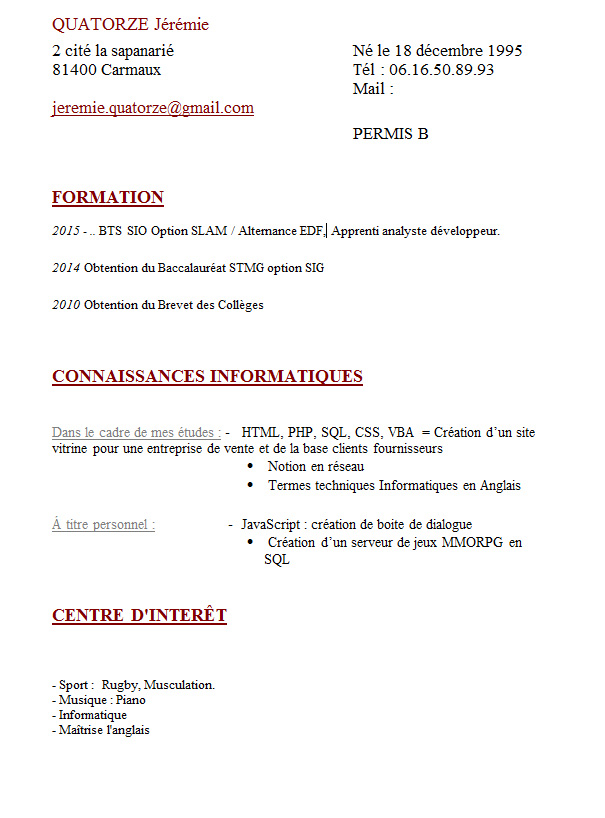 QUATORZE Jérémie
2 cité la sapanarié
81400 Carmaux
jeremie.quatorze@gmail.com
Né le 18 décembre 1995
Tél : 06.16.50.89.93
Mail :
PERMIS B
FORMATION
2015 - .. BTS SIO Option SLAM / Alternance EDF, Apprenti analyste développeur.
2014 Obtention du Baccalauréat STMG option SIG
2010 Obtention du Brevet des Collèges
CONNAISSANCES INFORMATIQUES
Dans le cadre de mes études : - HTML, PHP, SQL, CSS, VBA = Création d’un site
vitrine pour une entreprise de vente et de la base clients fournisseurs
• Notion en réseau
• Termes techniques Informatiques en Anglais
Á titre personnel : - JavaScript : création de boite de dialogue
• Création d’un serveur de jeux MMORPG en
SQL
CENTRE D'INTERÊT
- Sport : Rugby, Musculation.
- Musique : Piano
- Informatique
- Maîtrise l'anglais